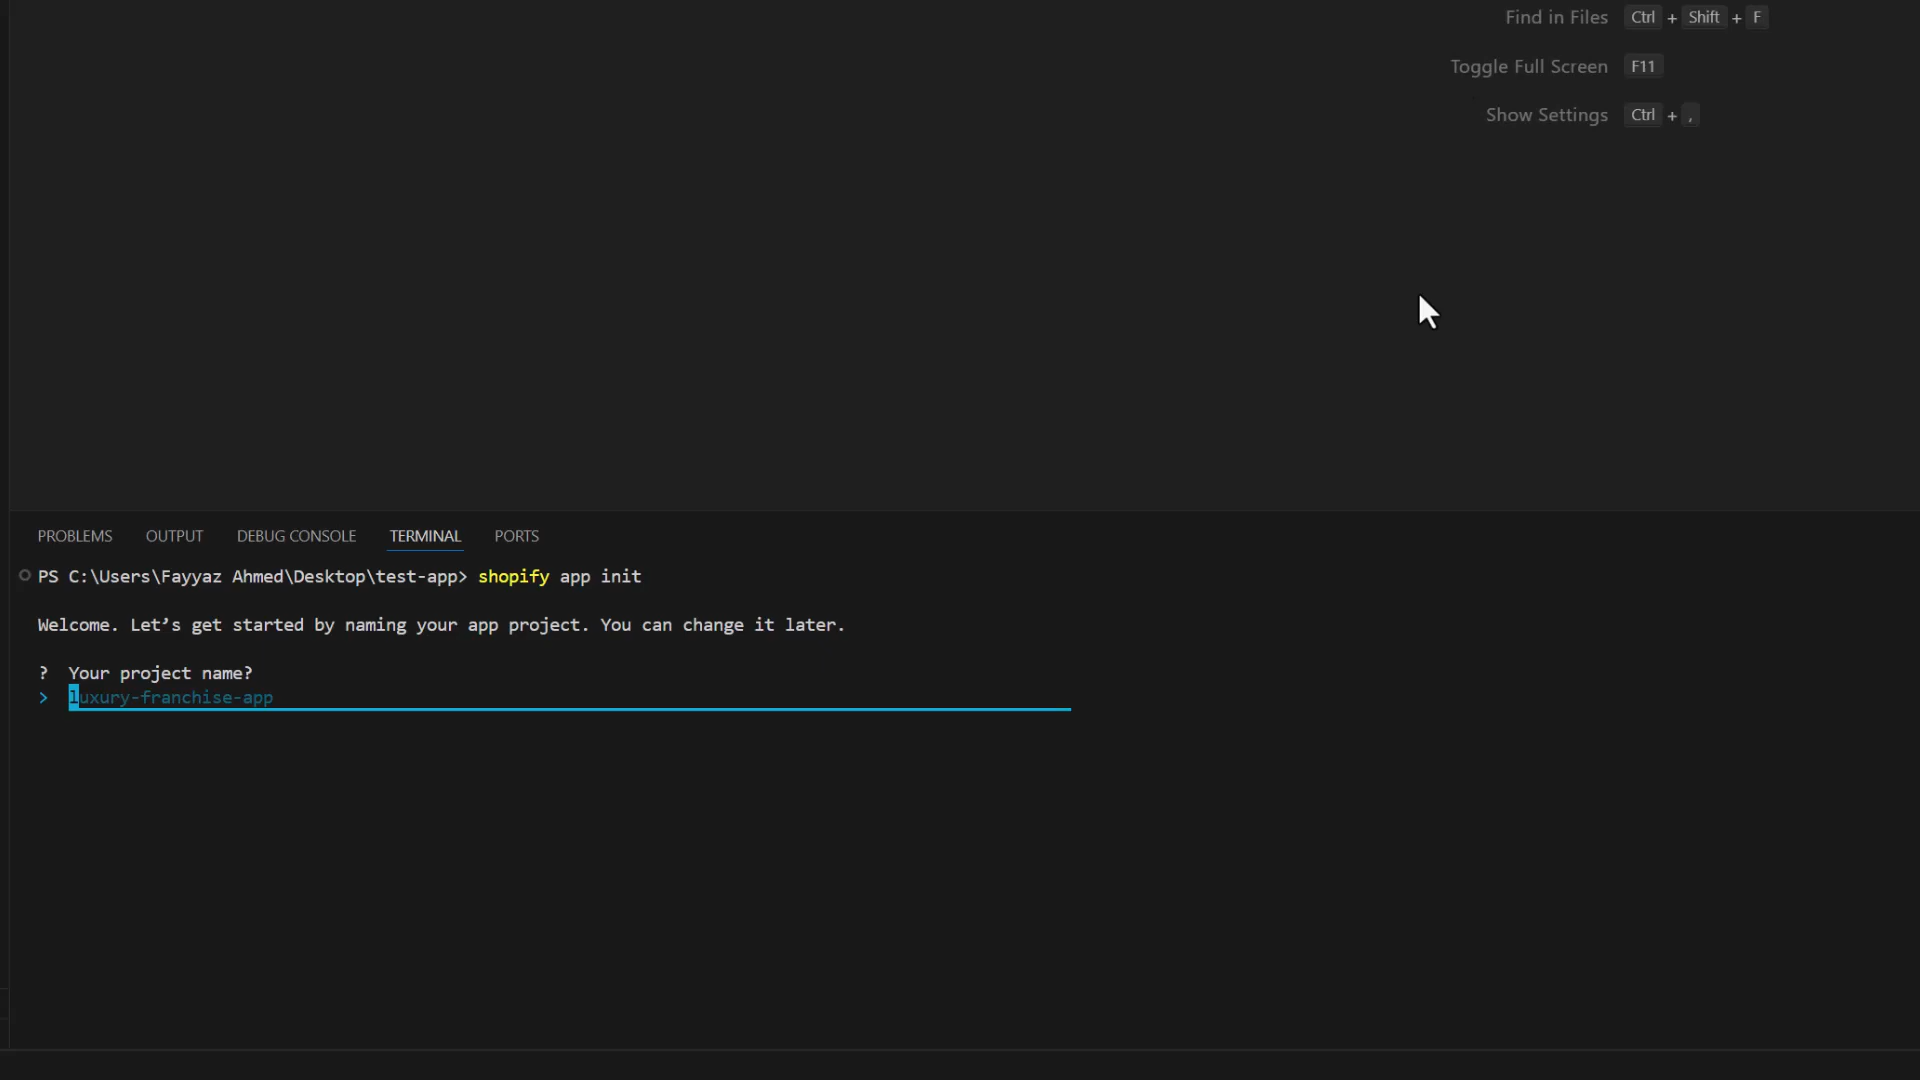 Find in Files Ctrl + Shift + F
Toggle Full Screen F11
Show Settings Ctrl + ,
PROBLEMS OUTPUT DEBUG CONSOLE TERMINAL PORTS
PS C:\Users\Fayyaz Ahmed\Desktop\test-app> shopify app init
Welcome. Let’s get started by naming your app project. You can change it later.
? Your project name?
> luxury-franchise-app